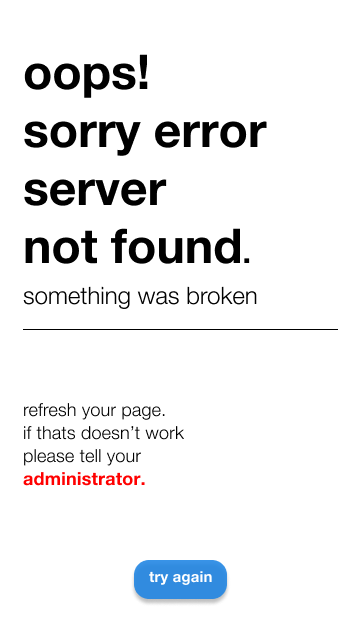 oops!
sorry error
server
not found.
something was broken
refresh your page.
if thats doesn't work
please tell your
administrator.
try again